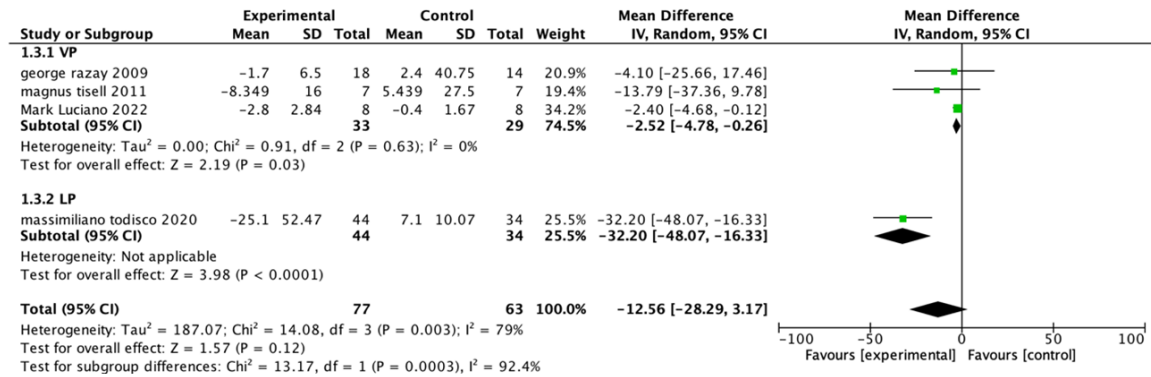 Experimental Control Mean Difference Mean Difference
Study or Subgroup Mean SD Total Mean SD Total Weight IV, Random, 95% CI IV, Random, 95% CI
1.3.1 VP
george razay 2009 −1.7 6.5 18 2.4 40.75 14 20.9% −4.10 [−25.66, 17.46]
magnus tisell 2011 −8.349 16 7 5.439 27.5 7 19.4% −13.79 [−37.36, 9.78]
Mark Luciano 2022 −2.8 2.84 8 −0.4 1.67 8 34.2% −2.40 [−4.68, −0.12]
Subtotal (95% CI) 33 29 74.5% −2.52 [−4.78, −0.26]
Heterogeneity: Tau² = 0.00; Chi² = 0.91, df = 2 (P = 0.63); I² = 0%
Test for overall effect: Z = 2.19 (P = 0.03)
1.3.2 LP
massimiliano todisco 2020 −25.1 52.47 44 7.1 10.07 34 25.5% −32.20 [−48.07, −16.33]
Subtotal (95% CI) 44 34 25.5% −32.20 [−48.07, −16.33]
Heterogeneity: Not applicable
Test for overall effect: Z = 3.98 (P < 0.0001)
Total (95% CI) 77 63 100.0% −12.56 [−28.29, 3.17]
Heterogeneity: Tau² = 187.07; Chi² = 14.08, df = 3 (P = 0.003); I² = 79%
Test for overall effect: Z = 1.57 (P = 0.12)
Test for subgroup differences: Chi² = 13.17, df = 1 (P = 0.0003), I² = 92.4%
−100 −50 0 50 100
Favours [experimental] Favours [control]